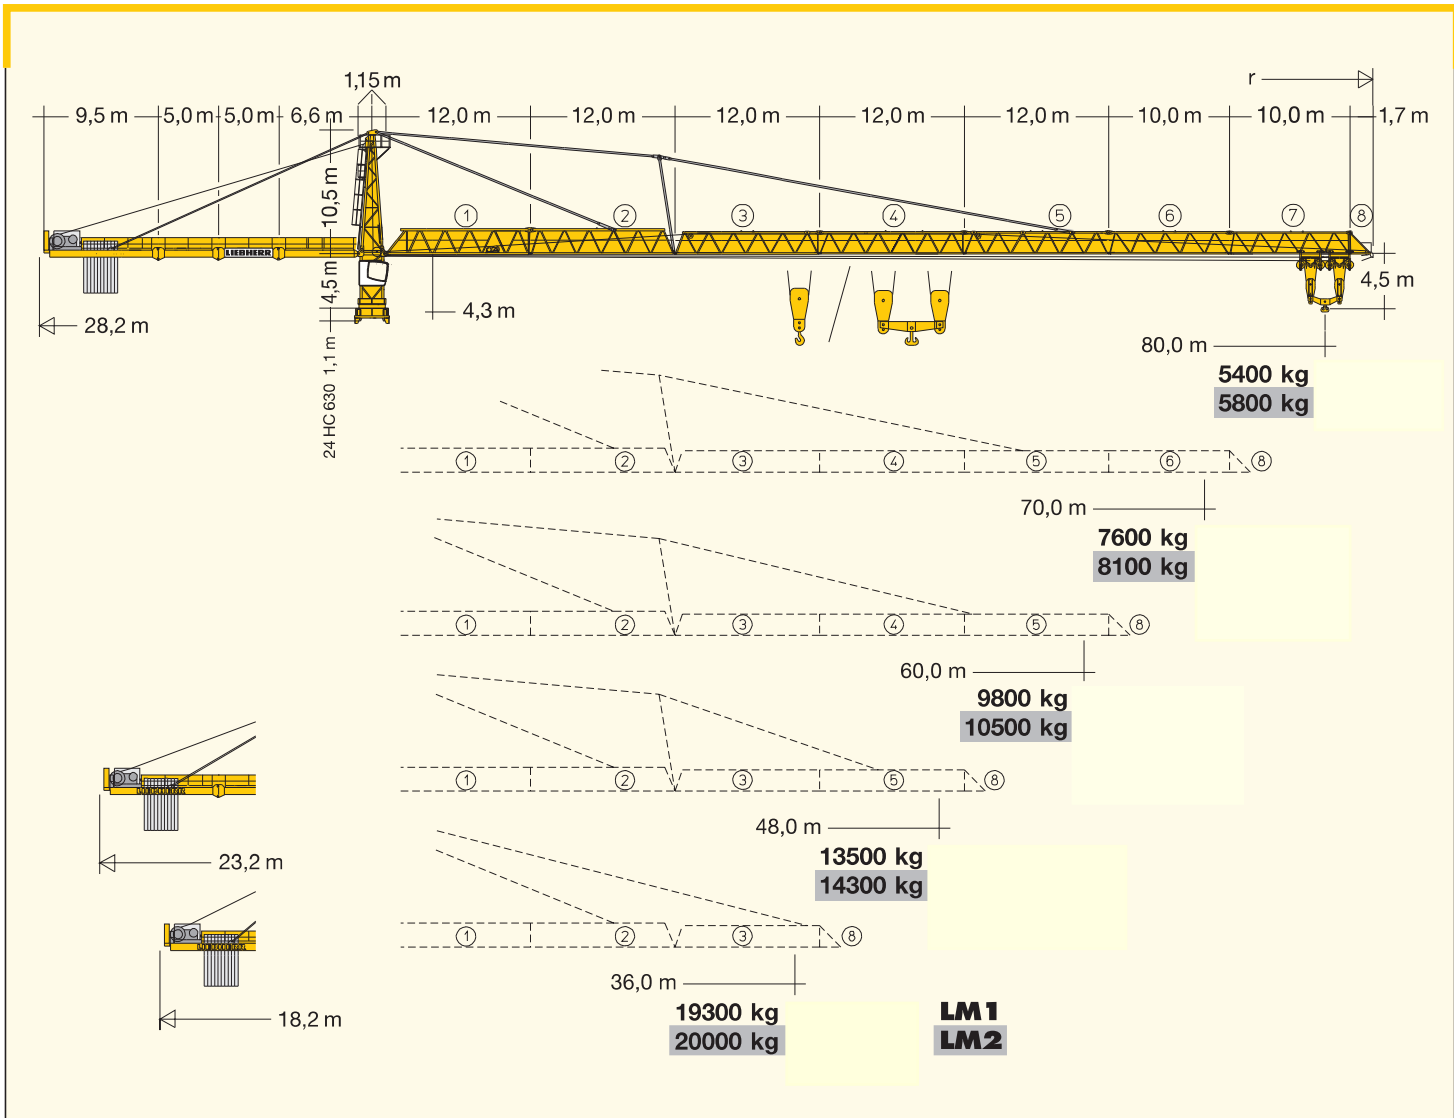 1,15 m
r
9,5 m 5,0 m 5,0 m 6,6 m 12,0 m 12,0 m 12,0 m 12,0 m 12,0 m 10,0 m 10,0 m 1,7 m
10,5 m
1 2 3 4 5 6 7 8
LIEBHERR
4,5 m
4,5 m
28,2 m
4,3 m
24 HC 630 1,1 m
80,0 m
5400 kg
5800 kg
1 2 3 4 5 6 8
70,0 m
7600 kg
8100 kg
1 2 3 4 5 8
60,0 m
9800 kg
10500 kg
1 2 3 5 8
48,0 m
23,2 m
13500 kg
14300 kg
1 2 3 8
36,0 m
18,2 m
19300 kg
20000 kg
LM1
LM2